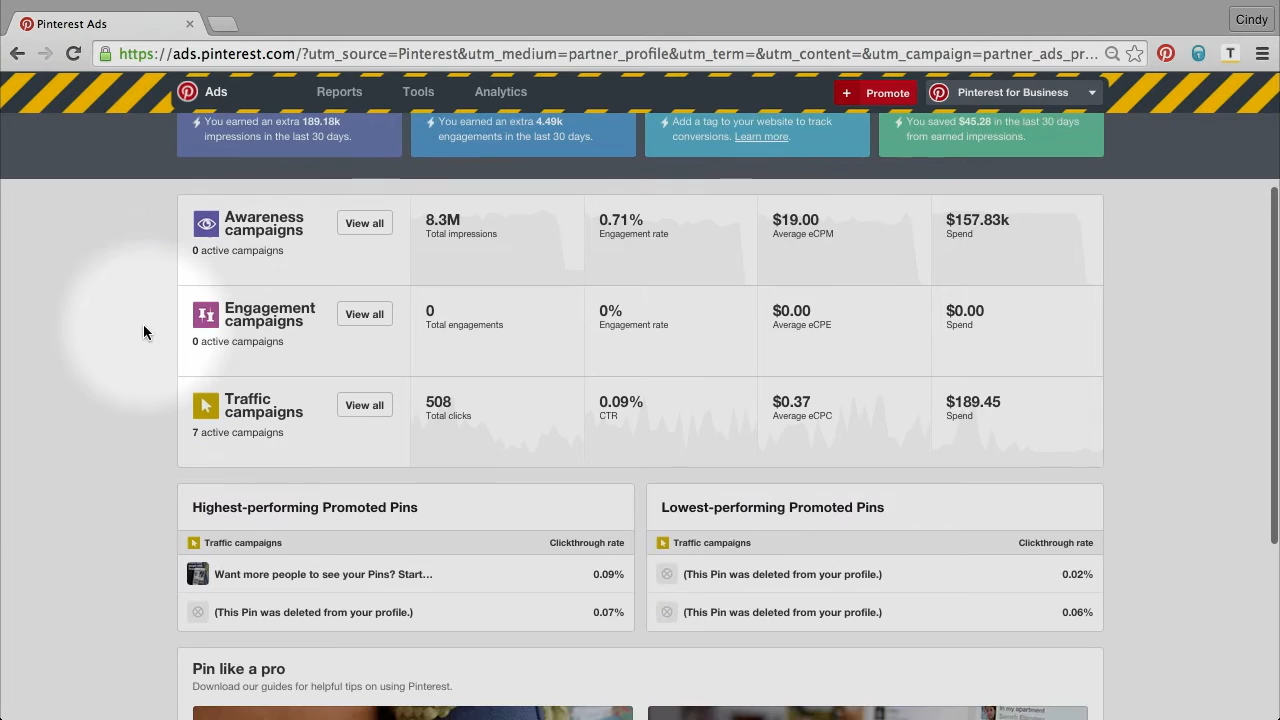 Pinterest Ads
Cindy
https://ads.pinterest.com/?utm_source=Pinterest&utm_medium=partner_profile&utm_term=&utm_content=&utm_campaign=partner_ads_pr...
T
Ads
Reports
Tools
Analytics
+ Promote
Pinterest for Business
You earned an extra 189.18k
impressions in the last 30 days.
You earned an extra 4.49k
engagements in the last 30 days.
Add a tag to your website to track
conversions. Learn more.
You saved $45.28 in the last 30 days
from earned impressions.
Awareness
campaigns
0 active campaigns
View all
8.3M
Total impressions
0.71%
Engagement rate
$19.00
Average eCPM
$157.83k
Spend
Engagement
campaigns
0 active campaigns
View all
0
Total engagements
0%
Engagement rate
$0.00
Average eCPE
$0.00
Spend
Traffic
campaigns
7 active campaigns
View all
508
Total clicks
0.09%
CTR
$0.37
Average eCPC
$189.45
Spend
Highest-performing Promoted Pins
Traffic campaigns Clickthrough rate
Want more people to see your Pins? Start... 0.09%
(This Pin was deleted from your profile.) 0.07%
Lowest-performing Promoted Pins
Traffic campaigns Clickthrough rate
(This Pin was deleted from your profile.) 0.02%
(This Pin was deleted from your profile.) 0.06%
Pin like a pro
Download our guides for helpful tips on using Pinterest.
In my apartment